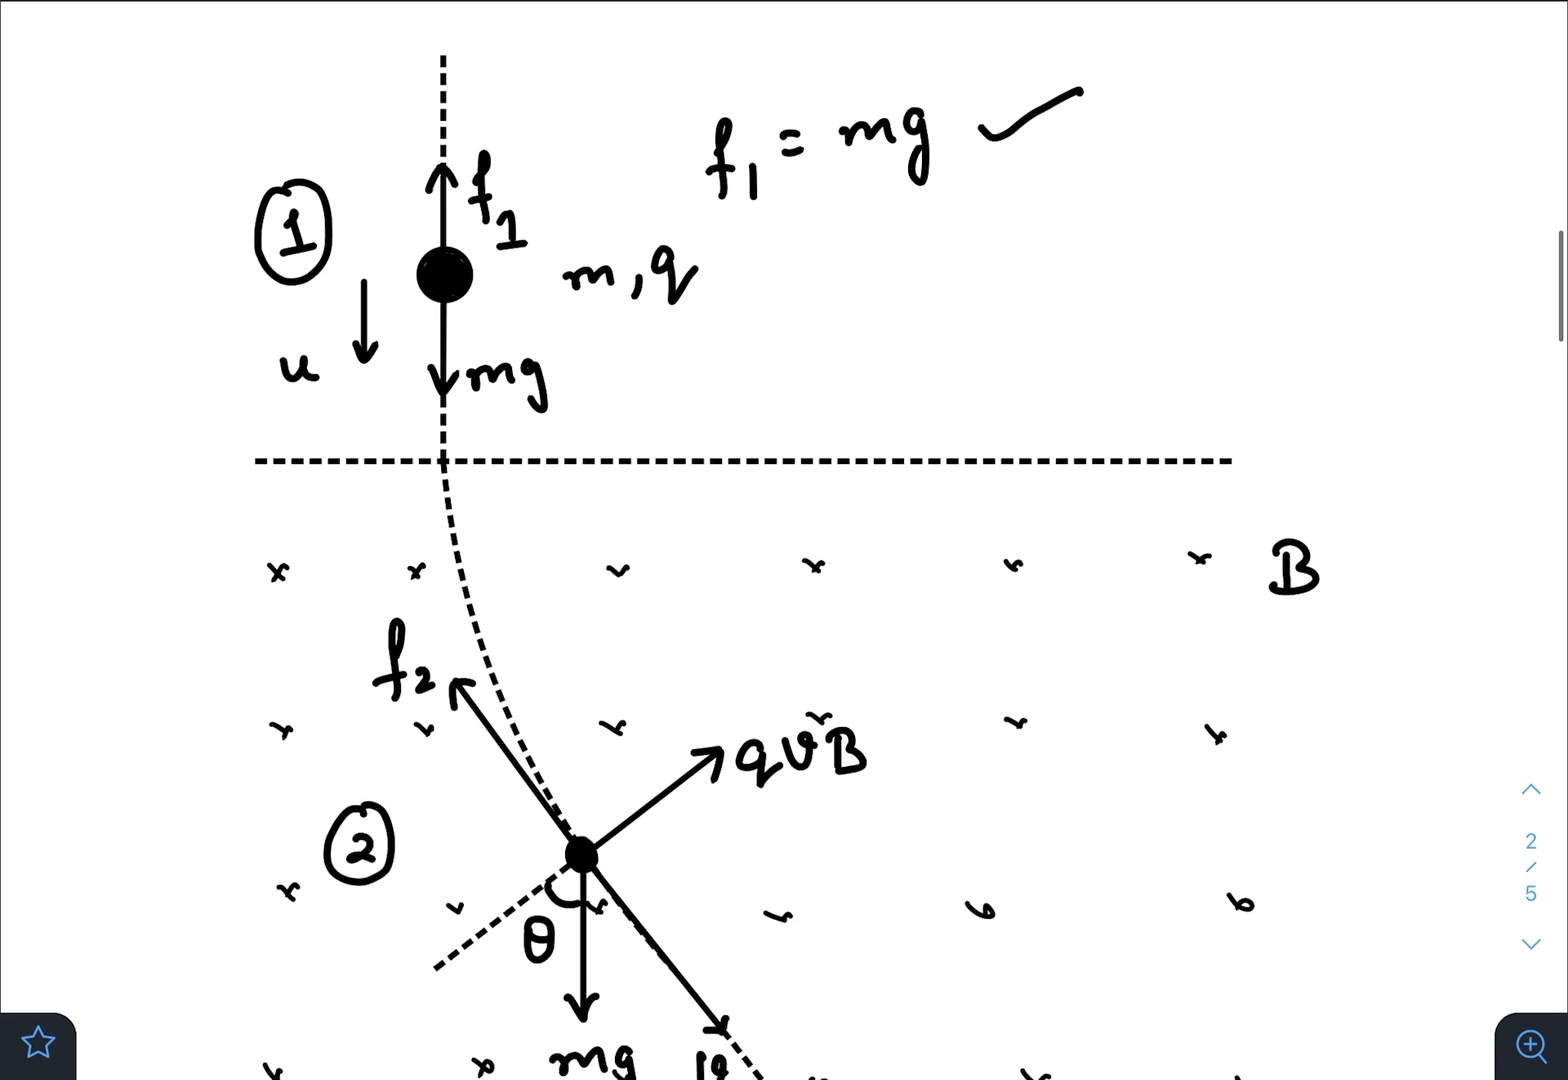 f₁ = mg ✓
① f₁
m, q
u
mg
x x x x x x B
f₂
x x x x x x
qvB
②
x x x x x x
θ
mg v
2
/
5